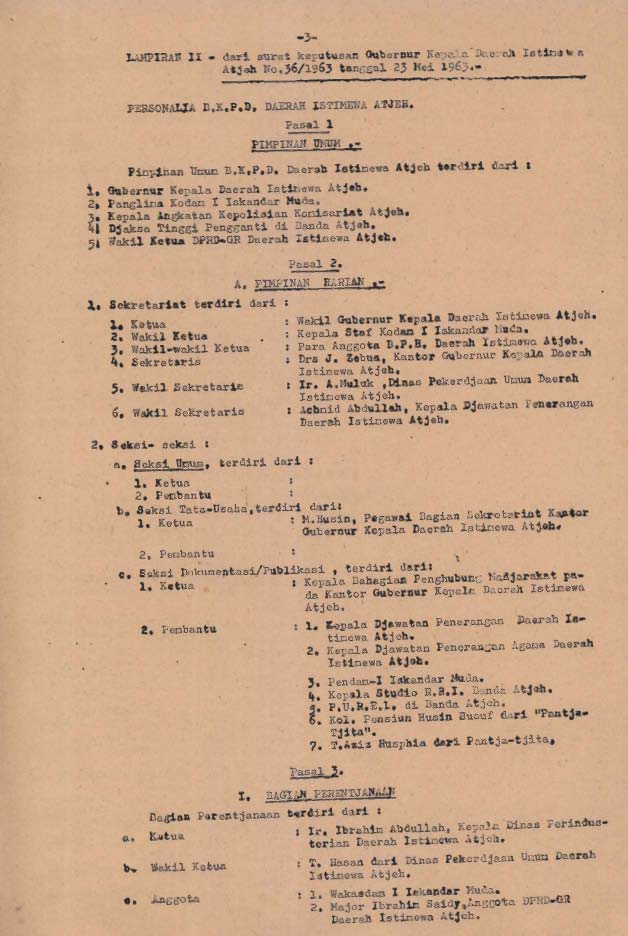 -3-
LAMPIRAN II - dari surat keputusan Gubernur Kepala Daerah Istimewa
Atjeh No.36/1963 tanggal 23 Mei 1963.-.
PERSONALIA B.K.P.D. DAERAH ISTIMEWA ATJEH.
Pasal 1
PIMPINAN UMUM .-
Pimpinan Umum B.K.P.D. Daerah Istimewa Atjeh terdiri dari :
1. Gubernur Kepala Daerah Istimewa Atjeh.
2. Panglima Kodam I Iskandar Muda.
3. Kepala Angkatan Kepolisian Komisariat Atjeh.
4. Djaksa Tinggi Pengganti di Banda Atjeh.
5. Wakil Ketua DPRD-GR Daerah Istimewa Atjeh.
Pasal 2.
A. PIMPINAN HARIAN .-
1. Sekretariat terdiri dari :
1. Ketua : Wakil Gubernur Kepala Daerah Istimewa Atjeh.
2. Wakil Ketua : Kepala Staf Kodam I Iskandar Muda.
3. Wakil-wakil Ketua : Para Anggota B.P.H. Daerah Istimewa Atjeh.
4. Sekretaris : Drs J. Zebua, Kantor Gubernur Kepala Daerah
Istimewa Atjeh.
5. Wakil Sekretaris : Ir. A.Muluk ,Dinas Pekerdjaan Umum Daerah
Istimewa Atjeh.
6. Wakil Sekretaris : Achmid Abdullah, Kepala Djawatan Penerangan
Daerah Istimewa Atjeh.
2. Seksi- seksi :
a. Seksi Umum, terdiri dari :
1. Ketua :
2. Pembantu :
b. Seksi Tata-Usaha,terdiri dari:
1. Ketua : M.Husin, Pegawai Bagian Sekretariat Kantor
Gubernur Kepala Daerah Istimewa Atjeh.
2. Pembantu :
c. Seksi Dokumentasi/Publikasi , terdiri dari:
1. Ketua : Kepala Bahagian Penghubung Masjarakat pa-
da Kantor Gubernur Kepala Daerah Istimewa
Atjeh.
2. Pembantu : 1. Kepala Djawatan Penerangan Daerah Is-
timewa Atjeh.
2. Kepala Djawatan Penerangan Agama Daerah
Istimewa Atjeh.
3. Pendam-I Iskandar Muda.
4. Kepala Studio R.R.I. Banda Atjeh.
5. P.U.R.E.L. di Banda Atjeh.
6. Kol. Pensiun Husin Jusuf dari "Pantja-
Tjita".
7. T.Aziz Husphia dari Pantja-tjita.
Pasal 3.
I. BAGIAN PERENTJANAAN
Bagian Perentjanaan terdiri dari :
a. Ketua : Ir. Ibrahim Abdullah, Kepala Dinas Perindus-
terian Daerah Istimewa Atjeh.
b. Wakil Ketua : T. Hasan dari Dinas Pekerdjaan Umum Daerah
Istimewa Atjeh.
c. Anggota : 1. Wakasdam I Iskandar Muda.
2. Major Ibrahim Saidy,Anggota DPRD-GR
Daerah Istimewa Atjeh.